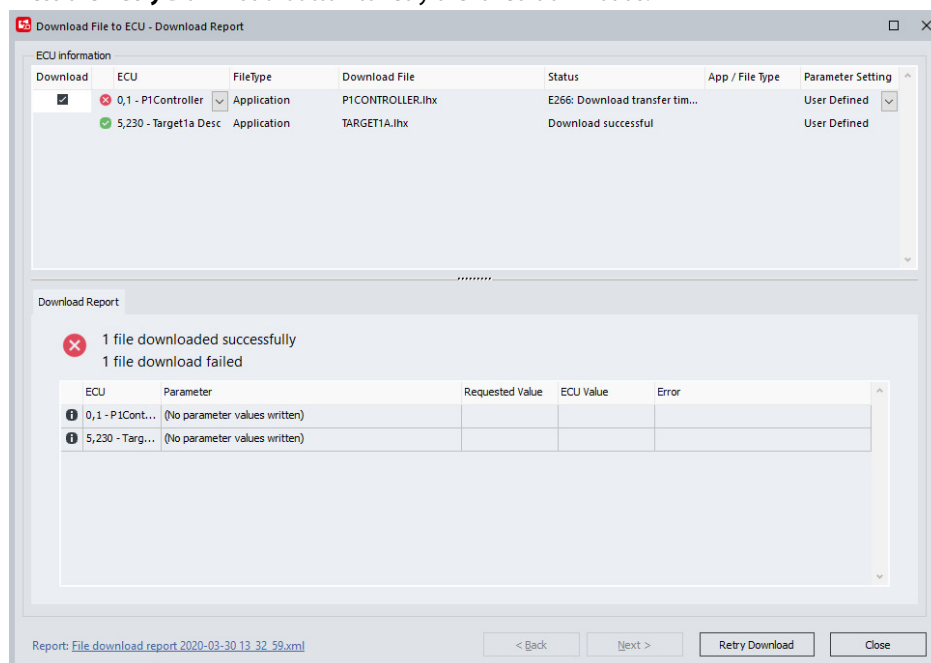 Download File to ECU - Download Report
ECU information
Download ECU FileType Download File Status App / File Type Parameter Setting
0,1 - P1Controller Application P1CONTROLLER.lhx E266: Download transfer tim... User Defined
5,230 - Target1a Desc Application TARGET1A.lhx Download successful User Defined
Download Report
1 file downloaded successfully
1 file download failed
ECU Parameter Requested Value ECU Value Error
0,1 - P1Cont... (No parameter values written)
5,230 - Targ... (No parameter values written)
Report: File download report 2020-03-30 13_32_59.xml < Back Next > Retry Download Close